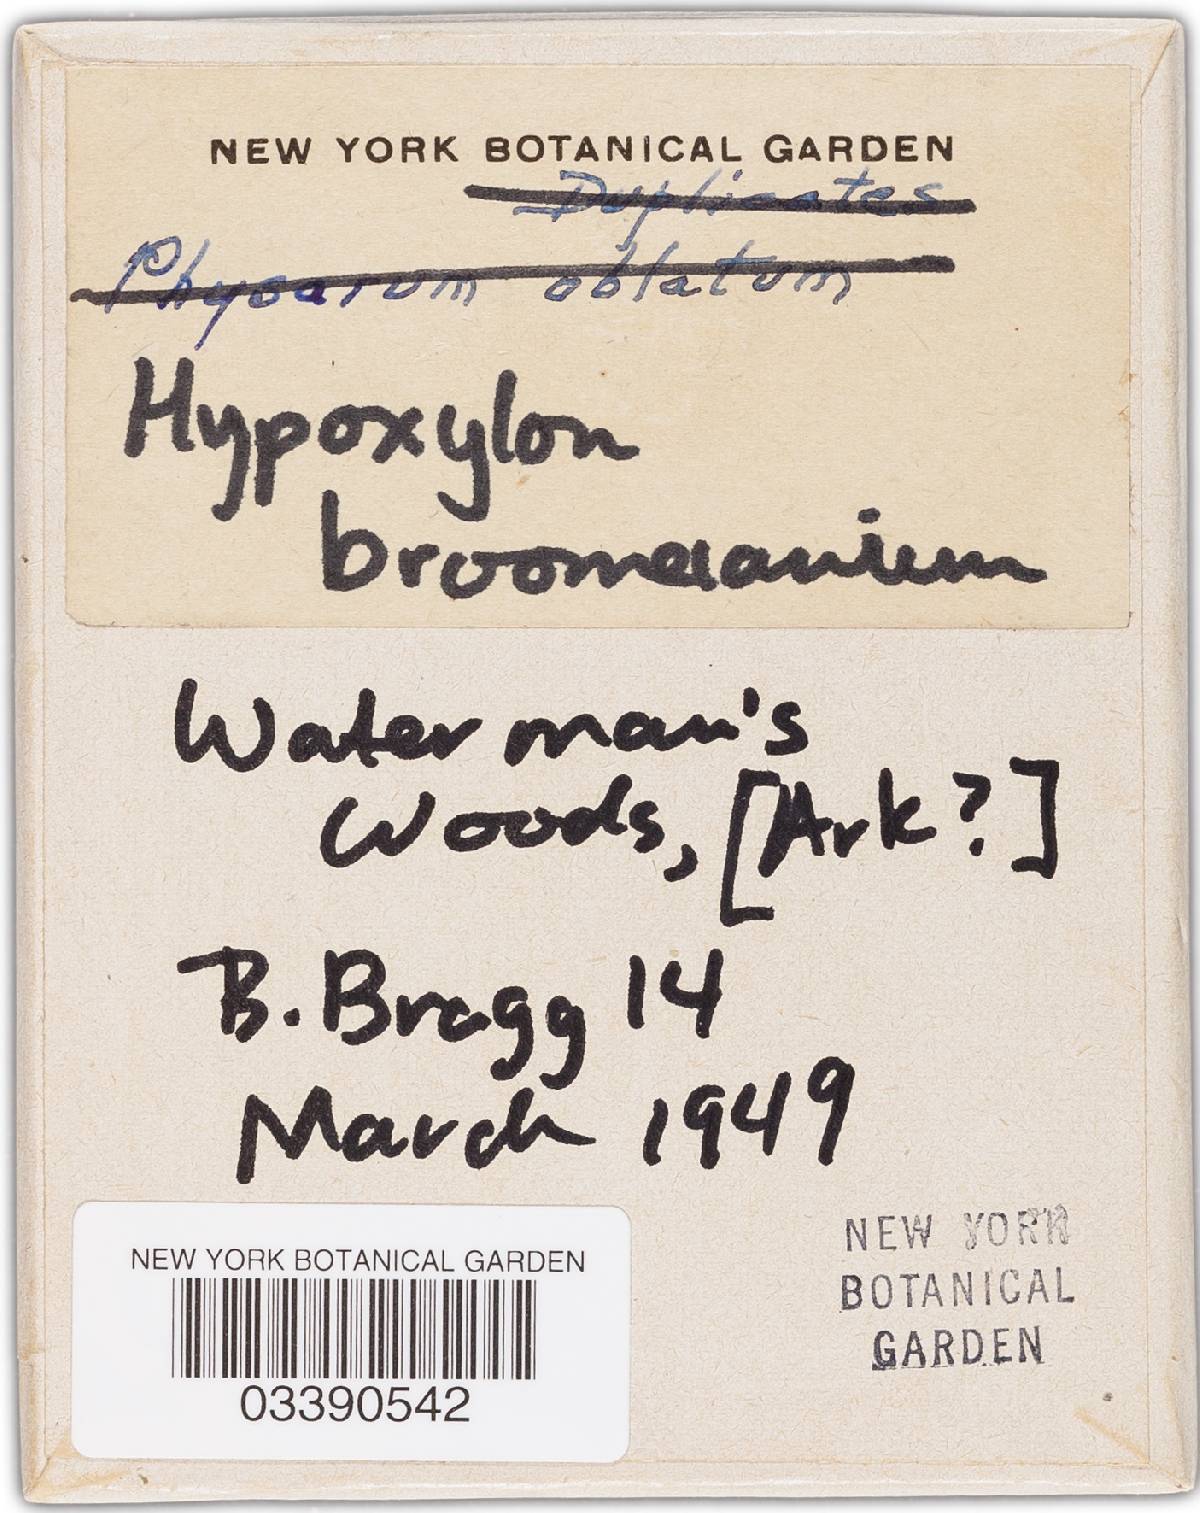 NEW YORK BOTANICAL GARDEN
Duplicates
Physarum oblatum
Hypoxylon
broomeianium
Waterman's
Woods, [Ark?]
B. Bragg 14
March 1949
NEW YORK BOTANICAL GARDEN
03390542
NEW YORK
BOTANICAL
GARDEN